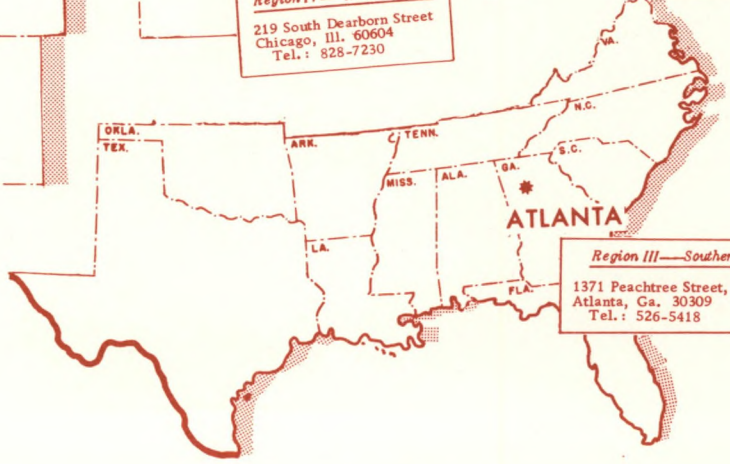 219 South Dearborn Street
Chicago, Ill. 60604
Tel.: 828-7230
VA.
N.C.
OKLA.
TEX.
ARK.
TENN.
S.C.
GA.
MISS.
ALA.
ATLANTA
LA.
FLA.
Region III—Souther
1371 Peachtree Street,
Atlanta, Ga. 30309
Tel.: 526-5418